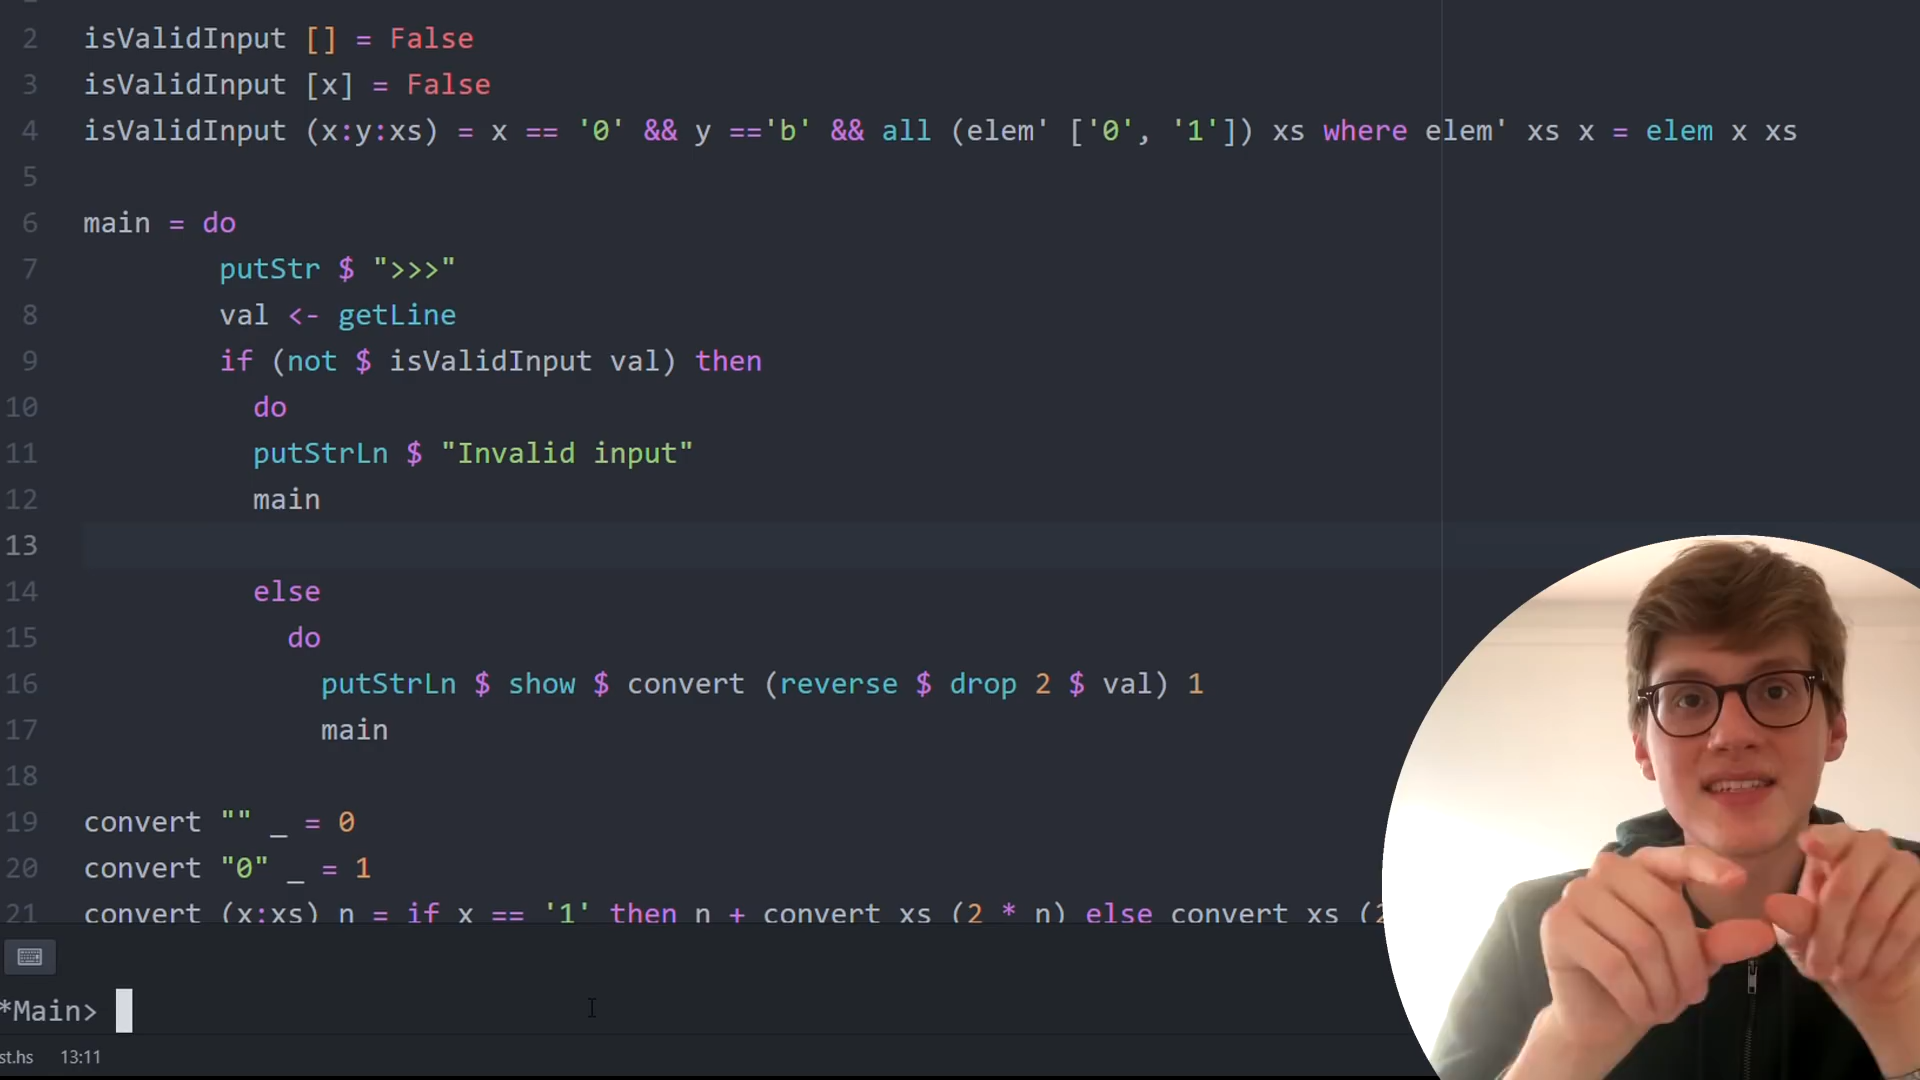 2 isValidInput [] = False
3 isValidInput [x] = False
4 isValidInput (x:y:xs) = x == '0' && y =='b' && all (elem' ['0', '1']) xs where elem' xs x = elem x xs
5
6 main = do
7 putStr $ ">>>"
8 val <- getLine
9 if (not $ isValidInput val) then
10 do
11 putStrLn $ "Invalid input"
12 main
13
14 else
15 do
16 putStrLn $ show $ convert (reverse $ drop 2 $ val) 1
17 main
18
19 convert "" _ = 0
20 convert "0" _ = 1
21 convert (x:xs) n = if x == '1' then n + convert xs (2 * n) else convert xs (2
*Main>
st.hs 13:11